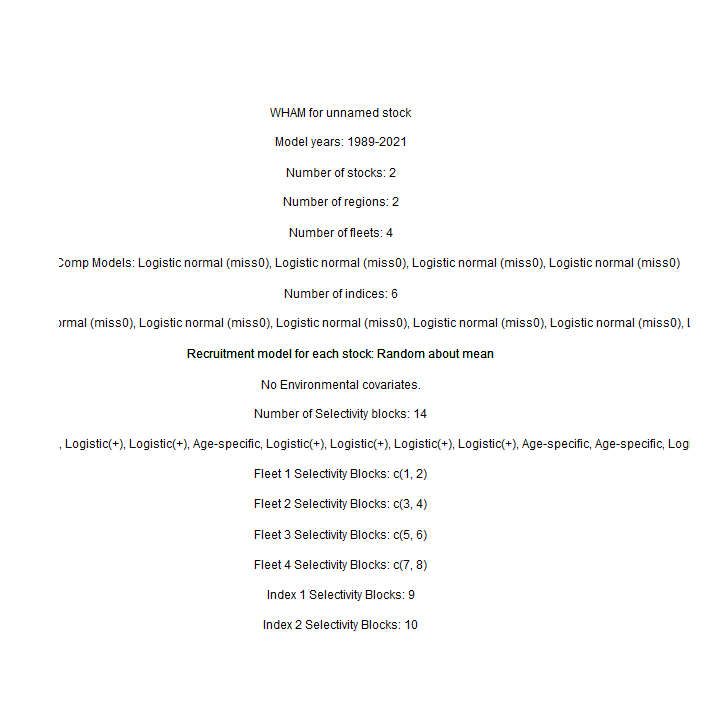 WHAM for unnamed stock
Model years: 1989-2021
Number of stocks: 2
Number of regions: 2
Number of fleets: 4
Comp Models: Logistic normal (miss0), Logistic normal (miss0), Logistic normal (miss0), Logistic normal (miss0)
Number of indices: 6
normal (miss0), Logistic normal (miss0), Logistic normal (miss0), Logistic normal (miss0), Logistic normal (miss0),
Recruitment model for each stock: Random about mean
No Environmental covariates.
Number of Selectivity blocks: 14
, Logistic(+), Logistic(+), Age-specific, Logistic(+), Logistic(+), Logistic(+), Logistic(+), Age-specific, Age-specific, Log
Fleet 1 Selectivity Blocks: c(1, 2)
Fleet 2 Selectivity Blocks: c(3, 4)
Fleet 3 Selectivity Blocks: c(5, 6)
Fleet 4 Selectivity Blocks: c(7, 8)
Index 1 Selectivity Blocks: 9
Index 2 Selectivity Blocks: 10